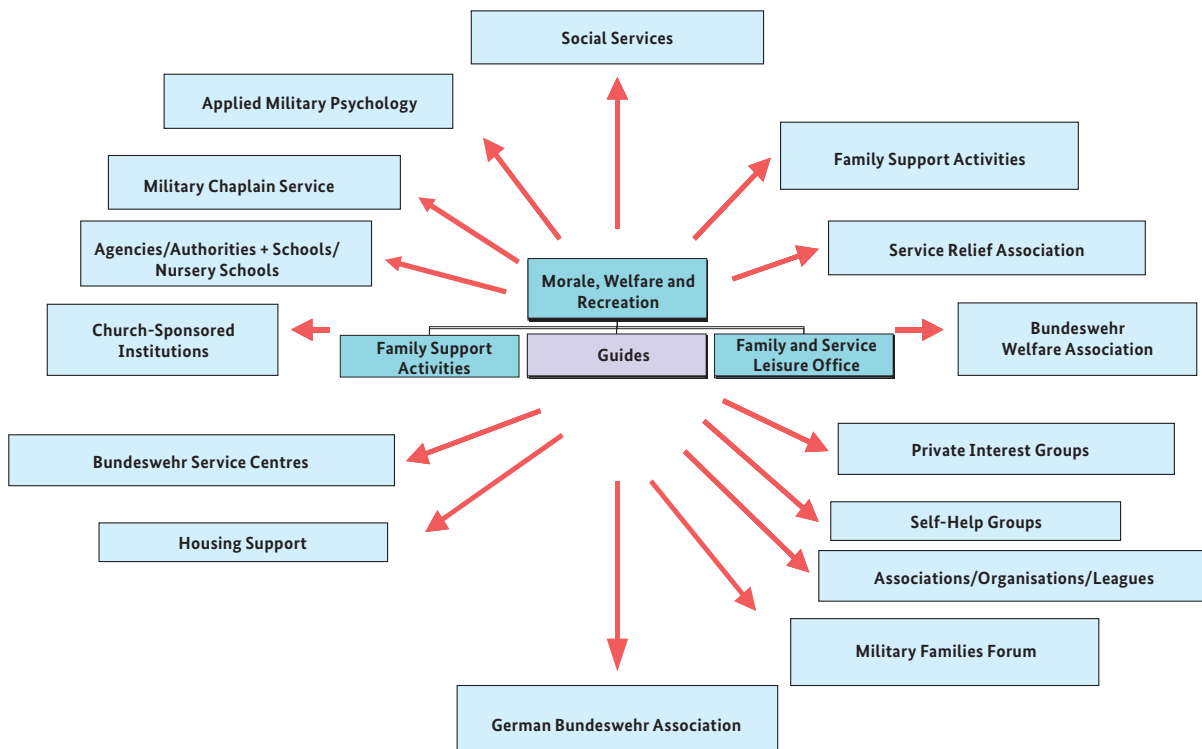 Social Services
Applied Military Psychology
Family Support Activities
Military Chaplain Service
Agencies/Authorities + Schools/
Nursery Schools
Service Relief Association
Morale, Welfare and
Recreation
Church-Sponsored
Institutions
Family Support
Activities
Guides
Family and Service
Leisure Office
Bundeswehr
Welfare Association
Bundeswehr Service Centres
Private Interest Groups
Housing Support
Self-Help Groups
Associations/Organisations/Leagues
Military Families Forum
German Bundeswehr Association